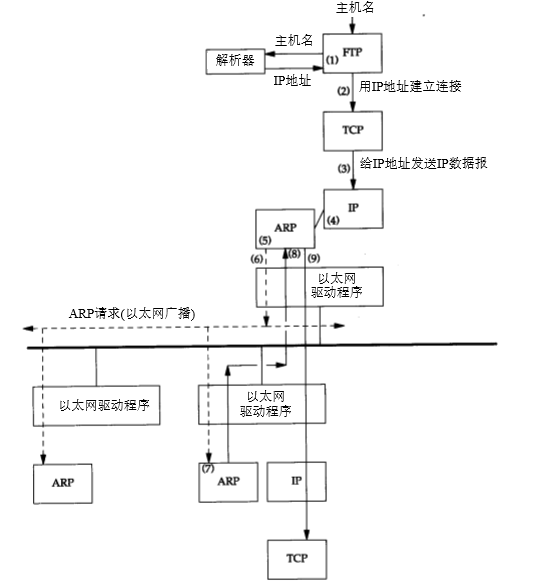 主机名
主机名
(1) FTP
解析器
IP地址
(2) 用IP地址建立连接
TCP
(3) 给IP地址发送IP数据报
(4) IP
ARP
(5)
(6) (8) (9)
以太网
驱动程序
ARP请求(以太网广播)
以太网驱动程序
以太网
驱动程序
(7)
ARP
ARP
IP
TCP